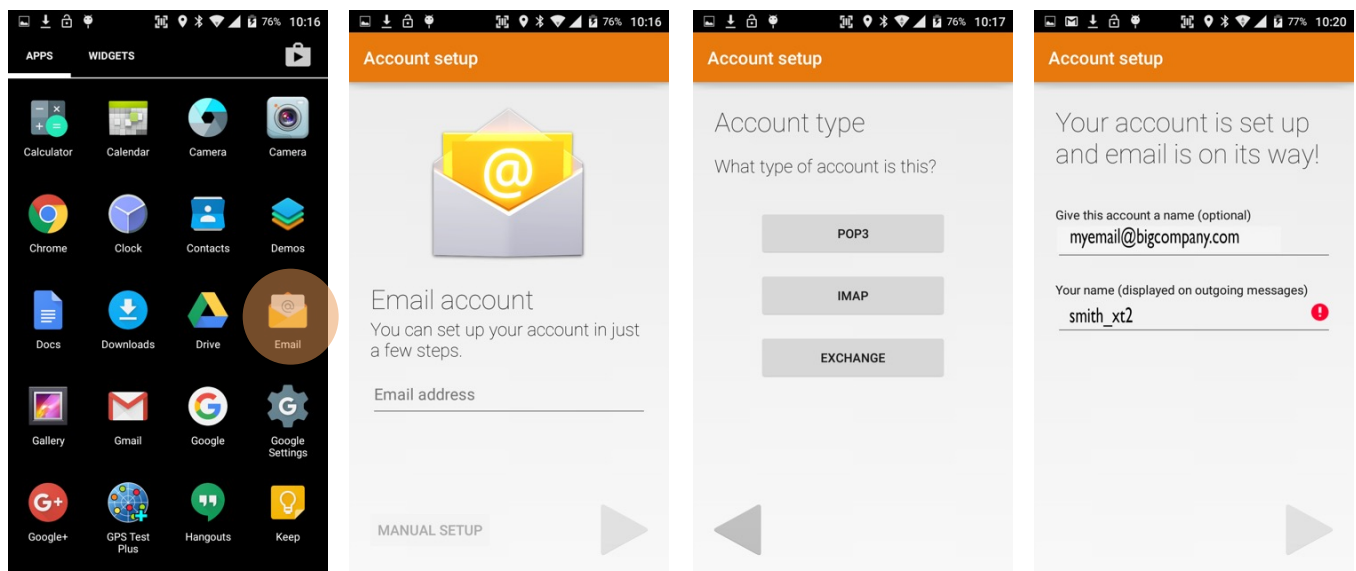 76% 10:16
APPS WIDGETS
Calculator Calendar Camera Camera
Chrome Clock Contacts Demos
Docs Downloads Drive Email
Gallery Gmail Google Google
Settings
Google+ GPS Test Hangouts Keep
Plus
76% 10:16
Account setup
@
Email account
You can set up your account in just
a few steps.
Email address
MANUAL SETUP
76% 10:17
Account setup
Account type
What type of account is this?
POP3
IMAP
EXCHANGE
77% 10:20
Account setup
Your account is set up
and email is on its way!
Give this account a name (optional)
myemail@bigcompany.com
Your name (displayed on outgoing messages)
smith_xt2